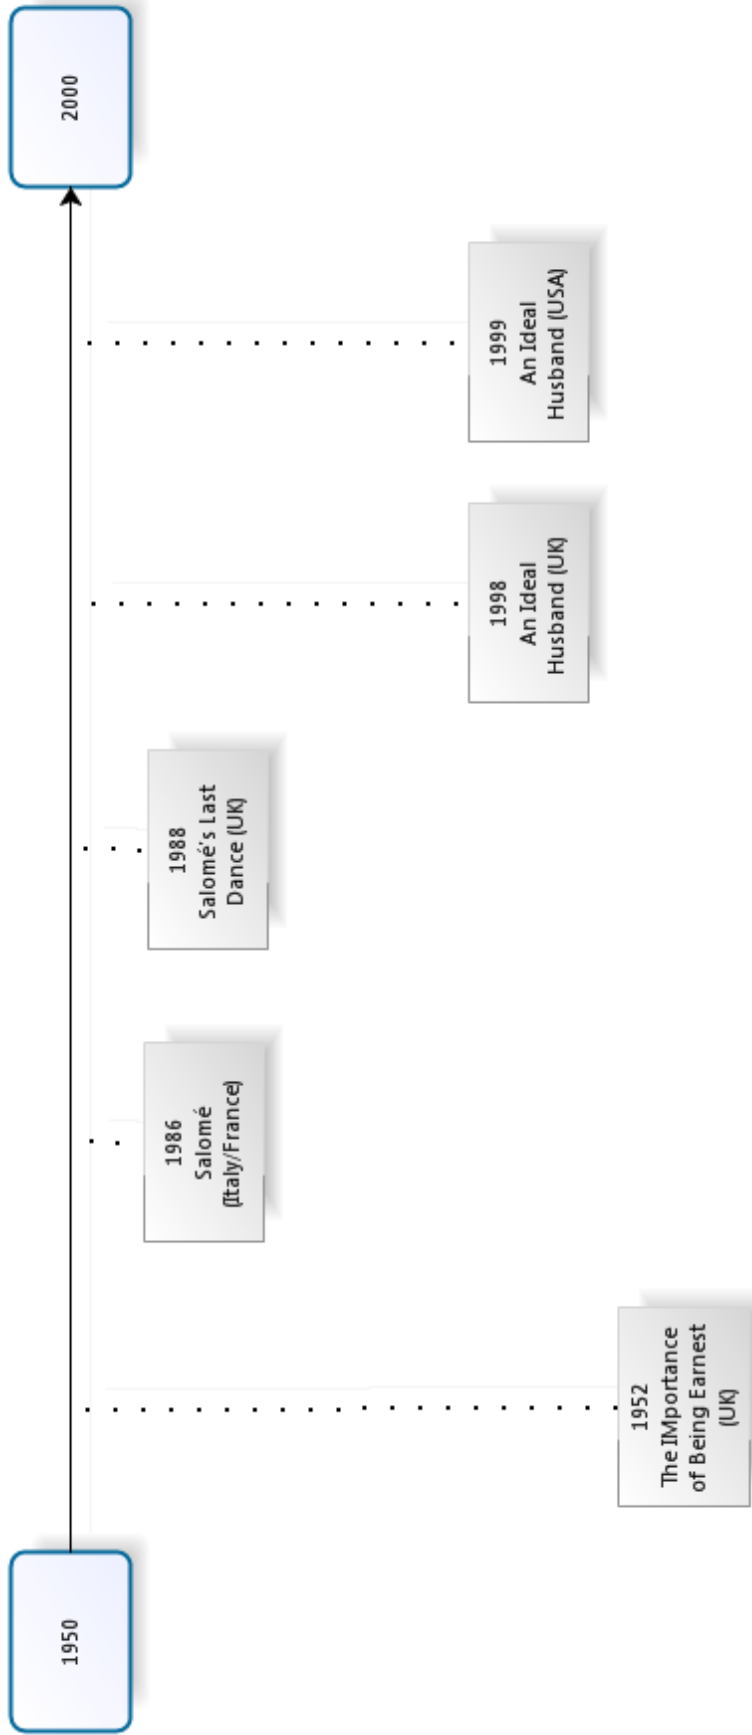 1950
1952
The IMportance
of Being Earnest
(UK)
1986
Salomé
(Italy/France)
1988
Salomé's Last
Dance (UK)
1998
An Ideal
Husband (UK)
1999
An Ideal
Husband (USA)
2000